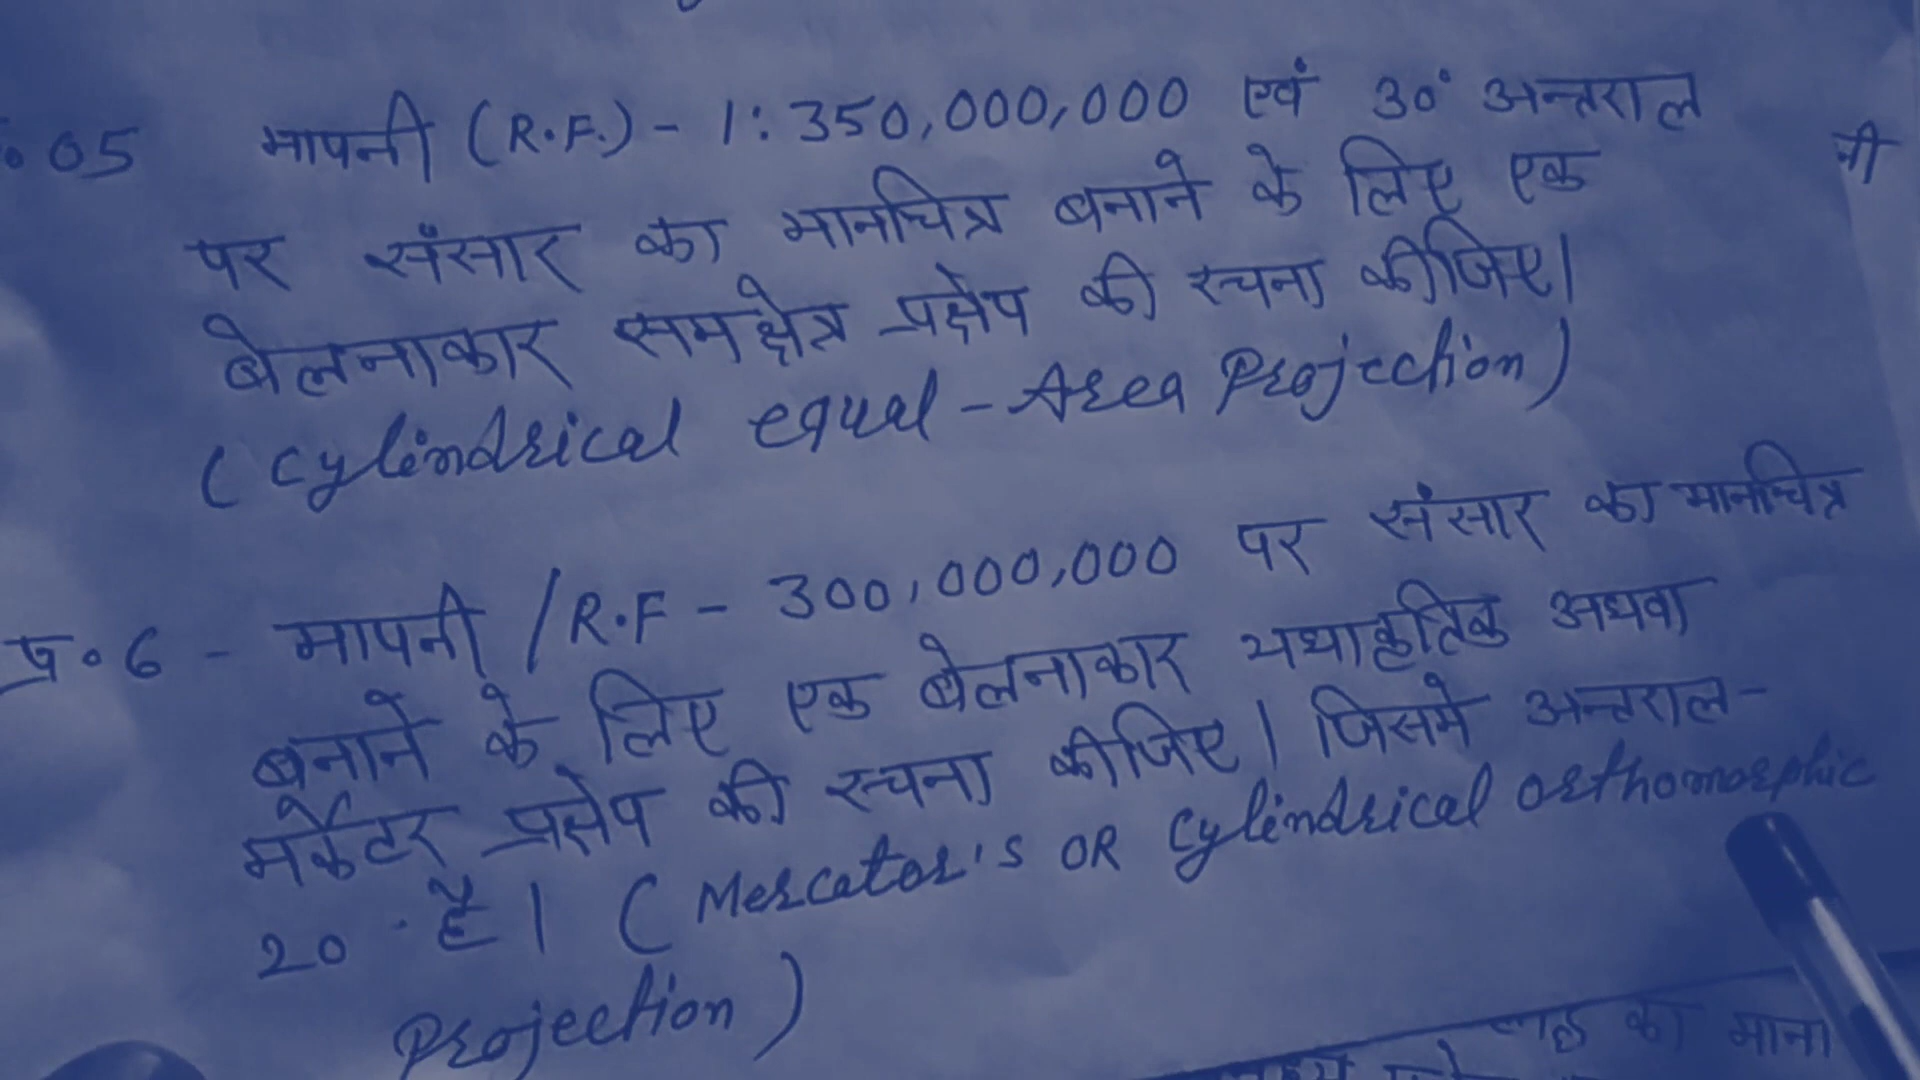 05 मापनी (R.F.) - 1:350,000,000 एवं 30° अन्तराल
पर संसार का मानचित्र बनाने के लिए एक
नी
बेलनाकार समक्षेत्र प्रक्षेप की रचना कीजिए।
(Cylindrical equal-Area Projection)
प्र०6 - मापनी /R.F - 300,000,000 पर संसार का मानचित्र
बनाने के लिए एक बेलनाकार यथाकृतिक अथवा
मर्केटर प्रक्षेप की रचना कीजिए। जिसमे अन्तराल-
20° है। (Mercator's OR Cylindrical orthomorphic
Projection)
का माना